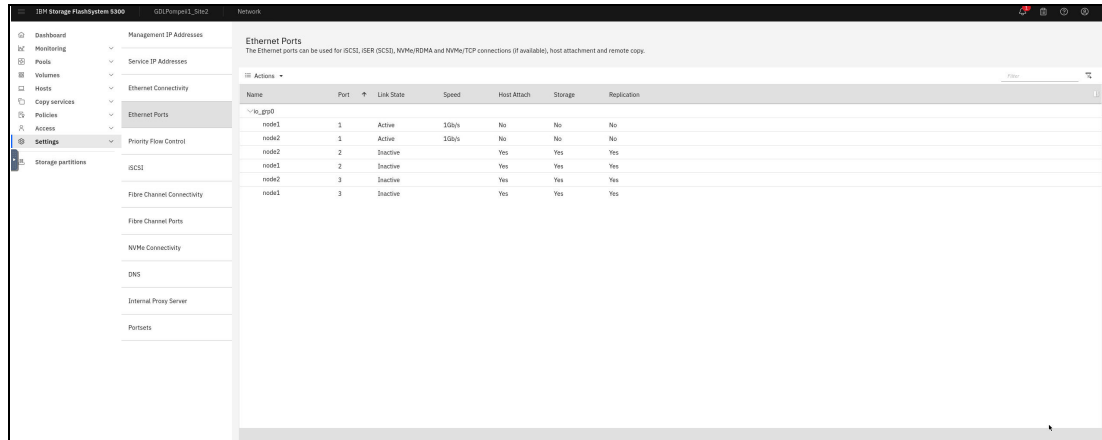 IBM Storage FlashSystem 5300 GDLPompeii1_Site2 Network
1
Dashboard
Monitoring
Pools
Volumes
Hosts
Copy services
Policies
Access
Settings
Storage partitions
Management IP Addresses
Service IP Addresses
Ethernet Connectivity
Ethernet Ports
Priority Flow Control
iSCSI
Fibre Channel Connectivity
Fibre Channel Ports
NVMe Connectivity
DNS
Internal Proxy Server
Portsets
Ethernet Ports
The Ethernet ports can be used for iSCSI, iSER (SCSI), NVMe/RDMA and NVMe/TCP connections (if available), host attachment and remote copy.
Actions Filter
Name Port Link State Speed Host Attach Storage Replication
io_grp0
node1 1 Active 1Gb/s No No No
node2 1 Active 1Gb/s No No No
node2 2 Inactive Yes Yes Yes
node1 2 Inactive Yes Yes Yes
node2 3 Inactive Yes Yes Yes
node1 3 Inactive Yes Yes Yes